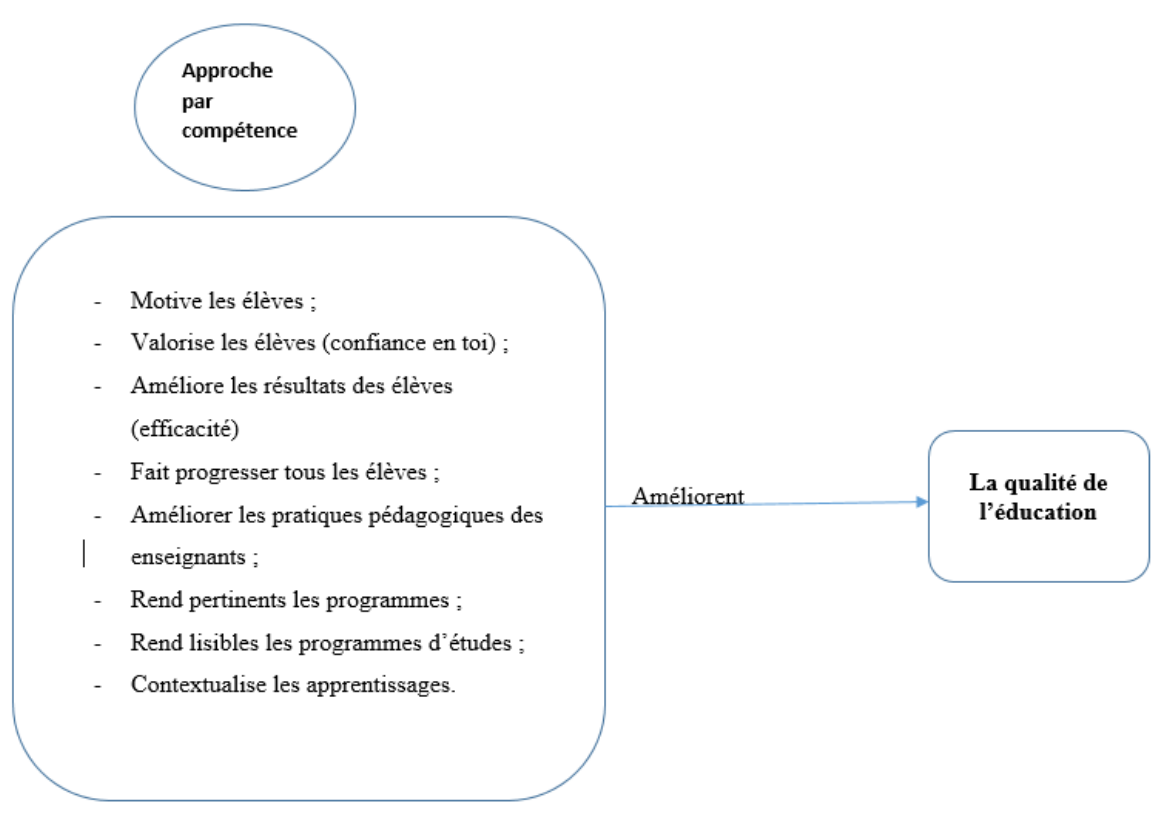 Approche
par
compétence
- Motive les élèves ;
- Valorise les élèves (confiance en toi) ;
- Améliore les résultats des élèves
(efficacité)
- Fait progresser tous les élèves ;
- Améliorer les pratiques pédagogiques des
enseignants ;
- Rend pertinents les programmes ;
- Rend lisibles les programmes d’études ;
- Contextualise les apprentissages.
Améliorent
La qualité de
l’éducation